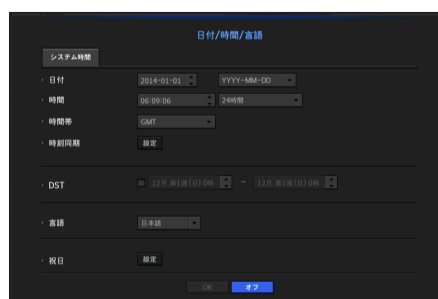 日付/時間/言語
システム時間
· 日付 2014-01-01 YYYY-MM-DD
· 時間 06:09:06 24時間
· 時間帯 GMT
· 時刻同期 設定
· DST 12月 第1週(日) 0時 ~ 12月 第1週(日) 0時
· 言語 日本語
· 祝日 設定
OK オフ